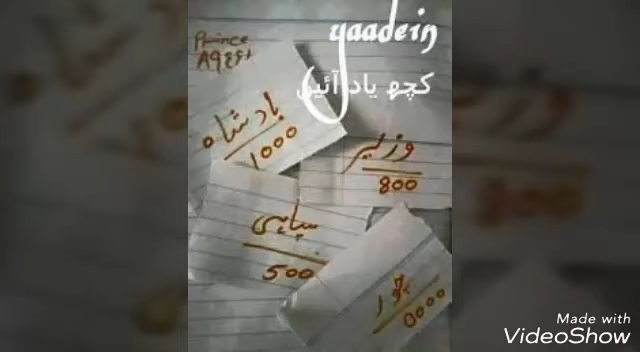 yaadein
کچھ یاد آئیں
Prince
بادشاہ
1000
وزیر
800
سپاہی
500
چور
0000
Made with
VideoShow